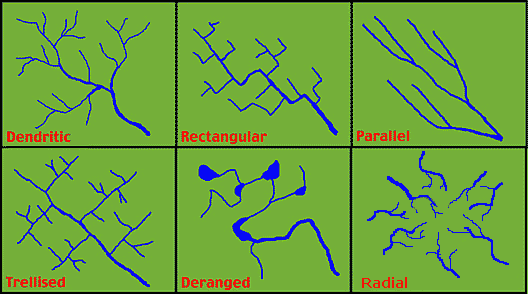 Dendritic
Rectangular
Parallel
Trellised
Deranged
Radial